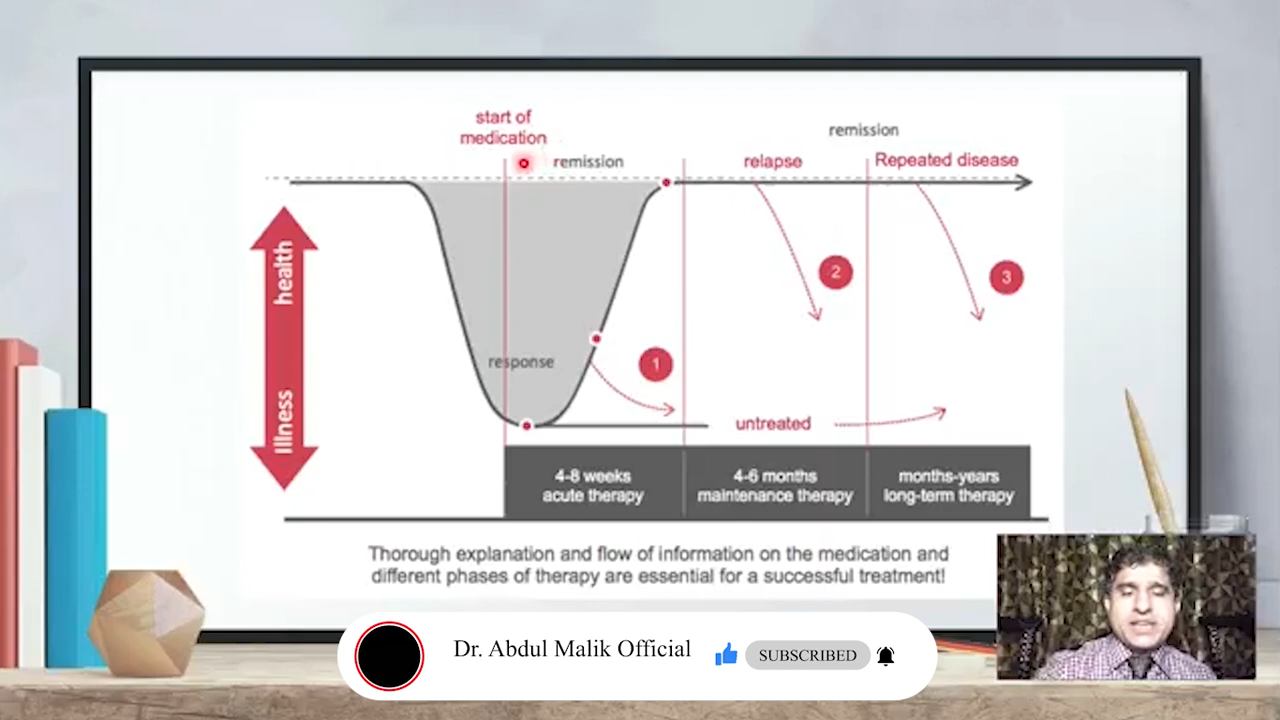 start of
medication
remission
remission
relapse
Repeated disease
health
Illness
response
1
2
3
untreated
4-8 weeks
acute therapy
4-6 months
maintenance therapy
months-years
long-term therapy
Thorough explanation and flow of information on the medication and
different phases of therapy are essential for a successful treatment!
Dr. Abdul Malik Official
SUBSCRIBED